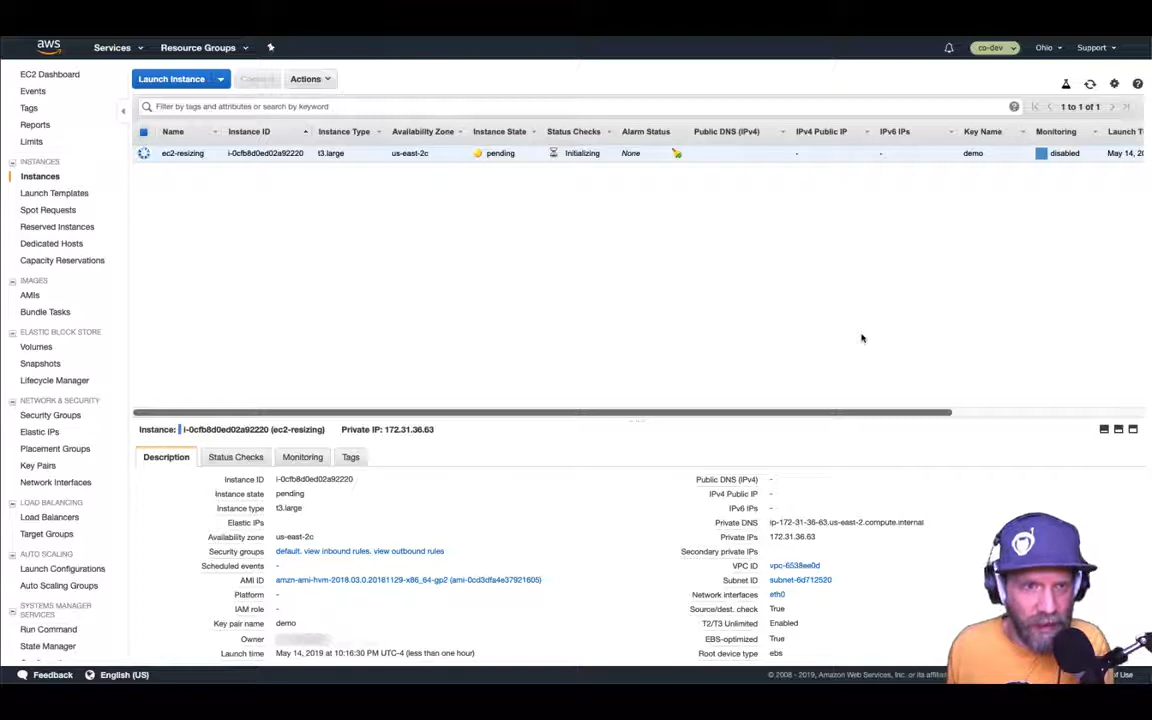 aws Services Resource Groups co-dev Ohio Support
EC2 Dashboard
Events
Tags
Reports
Limits
INSTANCES
Instances
Launch Templates
Spot Requests
Reserved Instances
Dedicated Hosts
Capacity Reservations
IMAGES
AMIs
Bundle Tasks
ELASTIC BLOCK STORE
Volumes
Snapshots
Lifecycle Manager
NETWORK & SECURITY
Security Groups
Elastic IPs
Placement Groups
Key Pairs
Network Interfaces
LOAD BALANCING
Load Balancers
Target Groups
AUTO SCALING
Launch Configurations
Auto Scaling Groups
SYSTEMS MANAGER
SERVICES
Run Command
State Manager
Launch Instance Connect Actions
Filter by tags and attributes or search by keyword 1 to 1 of 1
Name Instance ID Instance Type Availability Zone Instance State Status Checks Alarm Status Public DNS (IPv4) IPv4 Public IP IPv6 IPs Key Name Monitoring Launch T
ec2-resizing i-0cfb8d0ed02a92220 t3.large us-east-2c pending Initializing None - - demo disabled May 14, 20
Instance: i-0cfb8d0ed02a92220 (ec2-resizing) Private IP: 172.31.36.63
Description Status Checks Monitoring Tags
Instance ID i-0cfb8d0ed02a92220
Instance state pending
Instance type t3.large
Elastic IPs
Availability zone us-east-2c
Security groups default. view inbound rules. view outbound rules
Scheduled events -
AMI ID amzn-ami-hvm-2018.03.0.20181129-x86_64-gp2 (ami-0cd3dfa4e37921605)
Platform -
IAM role -
Key pair name demo
Owner
Launch time May 14, 2019 at 10:16:30 PM UTC-4 (less than one hour)
Public DNS (IPv4) -
IPv4 Public IP -
IPv6 IPs -
Private DNS ip-172-31-36-63.us-east-2.compute.internal
Private IPs 172.31.36.63
Secondary private IPs
VPC ID vpc-6538ee0d
Subnet ID subnet-6d712520
Network interfaces eth0
Source/dest. check True
T2/T3 Unlimited Enabled
EBS-optimized True
Root device type ebs
Feedback English (US) © 2008 - 2019, Amazon Web Services, Inc. or its of Use